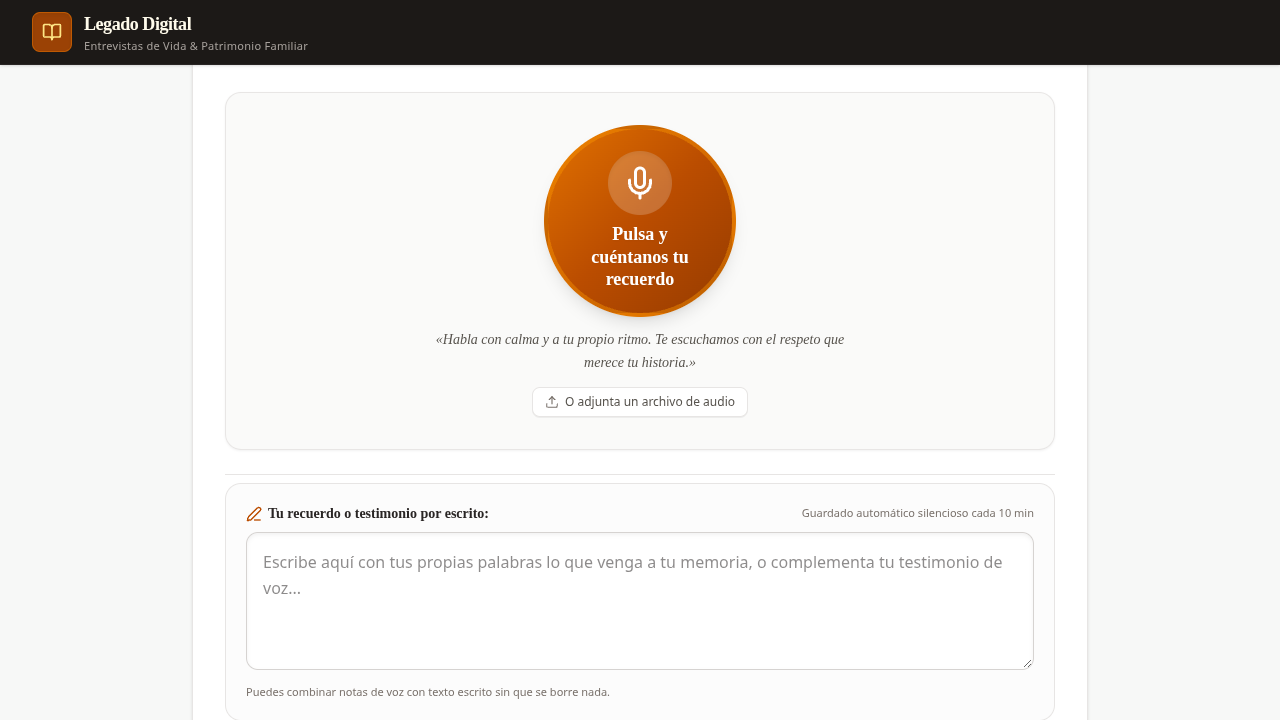 Legado Digital
Entrevistas de Vida & Patrimonio Familiar
Pulsa y
cuéntanos tu
recuerdo
«Habla con calma y a tu propio ritmo. Te escuchamos con el respeto que
merece tu historia.»
O adjunta un archivo de audio
Tu recuerdo o testimonio por escrito:
Guardado automático silencioso cada 10 min
Escribe aquí con tus propias palabras lo que venga a tu memoria, o complementa tu testimonio de
voz...
Puedes combinar notas de voz con texto escrito sin que se borre nada.